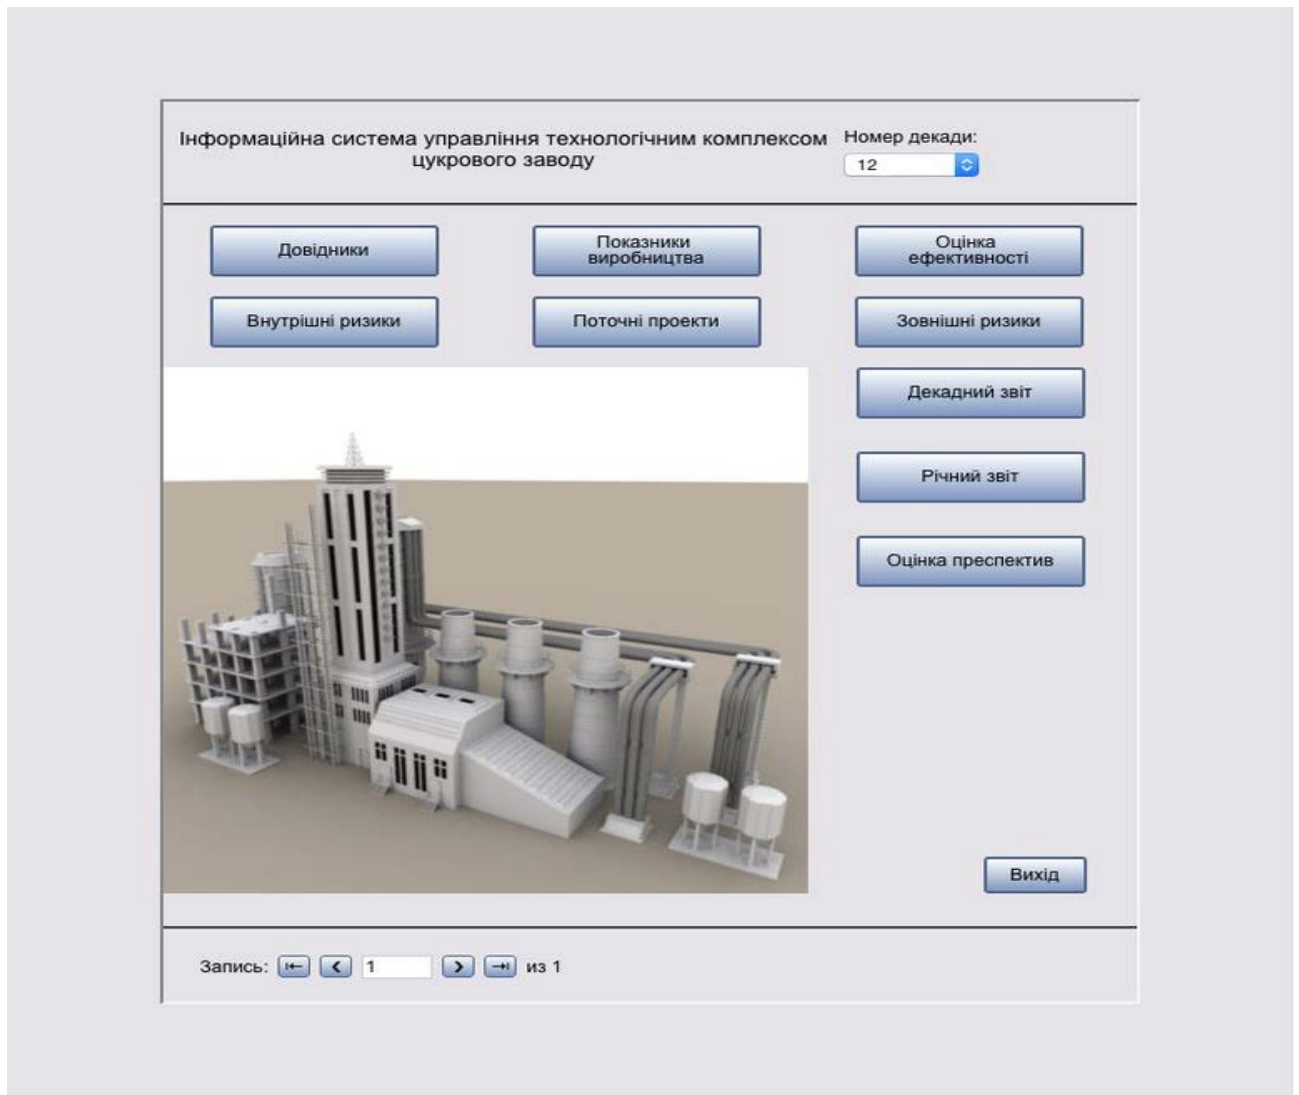 Інформаційна система управління технологічним комплексом
цукрового заводу
Номер декади:
12
Довідники
Показники
виробництва
Оцінка
ефективності
Внутрішні ризики
Поточні проекти
Зовнішні ризики
Декадний звіт
Річний звіт
Оцінка преспектив
Вихід
Запись: 1 из 1